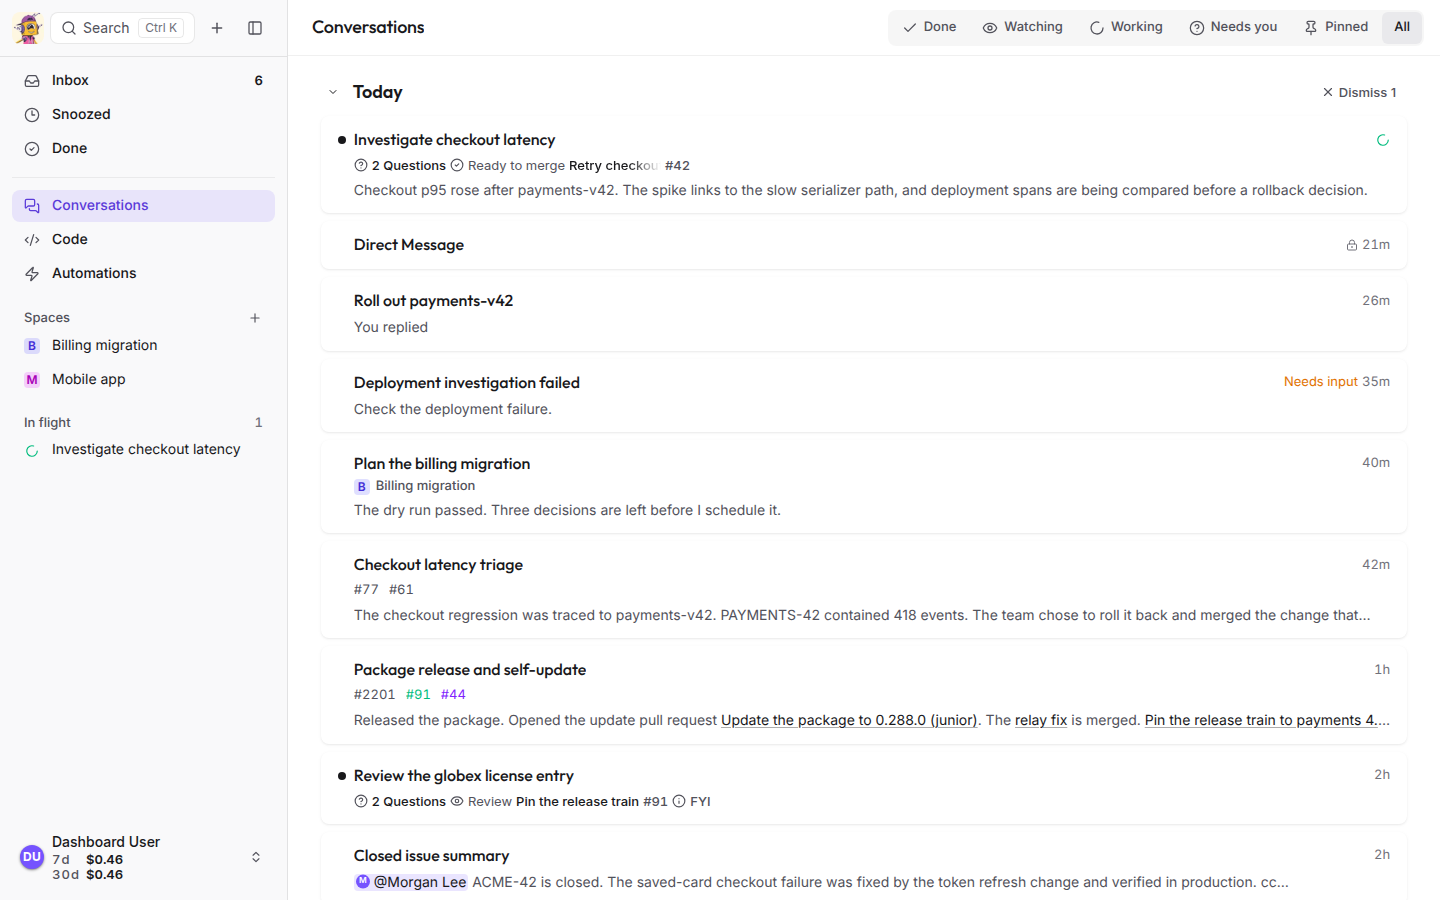 Search Ctrl K
Inbox 6
Snoozed
Done
Conversations
Code
Automations
Spaces
B Billing migration
M Mobile app
In flight 1
Investigate checkout latency
DU Dashboard User
7d $0.46
30d $0.46
Conversations
Done Watching Working Needs you Pinned All
Today Dismiss 1
Investigate checkout latency
2 Questions Ready to merge Retry checkou #42
Checkout p95 rose after payments-v42. The spike links to the slow serializer path, and deployment spans are being compared before a rollback decision.
Direct Message 21m
Roll out payments-v42 26m
You replied
Deployment investigation failed Needs input 35m
Check the deployment failure.
Plan the billing migration 40m
B Billing migration
The dry run passed. Three decisions are left before I schedule it.
Checkout latency triage 42m
#77 #61
The checkout regression was traced to payments-v42. PAYMENTS-42 contained 418 events. The team chose to roll it back and merged the change that...
Package release and self-update 1h
#2201 #91 #44
Released the package. Opened the update pull request Update the package to 0.288.0 (junior). The relay fix is merged. Pin the release train to payments 4....
Review the globex license entry 2h
2 Questions Review Pin the release train #91 FYI
Closed issue summary 2h
M @Morgan Lee ACME-42 is closed. The saved-card checkout failure was fixed by the token refresh change and verified in production. cc...